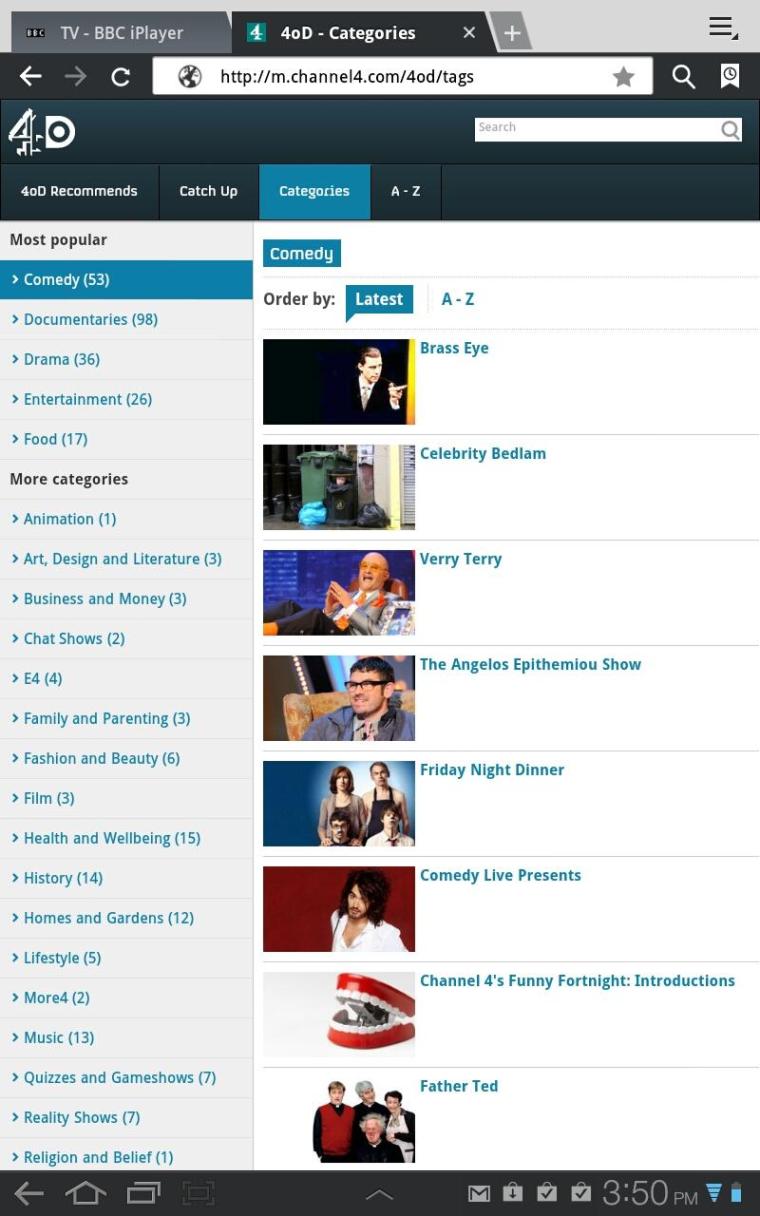 BBC TV - BBC iPlayer
4 4oD - Categories
http://m.channel4.com/4od/tags
4oD
Search
4oD Recommends
Catch Up
Categories
A - Z
Most popular
Comedy (53)
Documentaries (98)
Drama (36)
Entertainment (26)
Food (17)
More categories
Animation (1)
Art, Design and Literature (3)
Business and Money (3)
Chat Shows (2)
E4 (4)
Family and Parenting (3)
Fashion and Beauty (6)
Film (3)
Health and Wellbeing (15)
History (14)
Homes and Gardens (12)
Lifestyle (5)
More4 (2)
Music (13)
Quizzes and Gameshows (7)
Reality Shows (7)
Religion and Belief (1)
Comedy
Order by: Latest A - Z
Brass Eye
Celebrity Bedlam
Verry Terry
The Angelos Epithemiou Show
Friday Night Dinner
Comedy Live Presents
Channel 4's Funny Fortnight: Introductions
Father Ted
3:50 PM